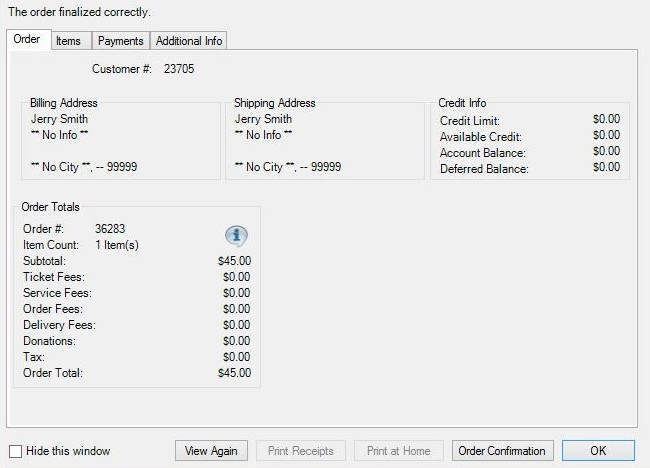 The order finalized correctly.
Order Items Payments Additional Info
Customer #: 23705
Billing Address
Jerry Smith
** No Info **
** No City **, -- 99999
Shipping Address
Jerry Smith
** No Info **
** No City **, -- 99999
Credit Info
Credit Limit: $0.00
Available Credit: $0.00
Account Balance: $0.00
Deferred Balance: $0.00
Order Totals
Order #: 36283
Item Count: 1 Item(s)
Subtotal: $45.00
Ticket Fees: $0.00
Service Fees: $0.00
Order Fees: $0.00
Delivery Fees: $0.00
Donations: $0.00
Tax: $0.00
Order Total: $45.00
Hide this window View Again Print Receipts Print at Home Order Confirmation OK